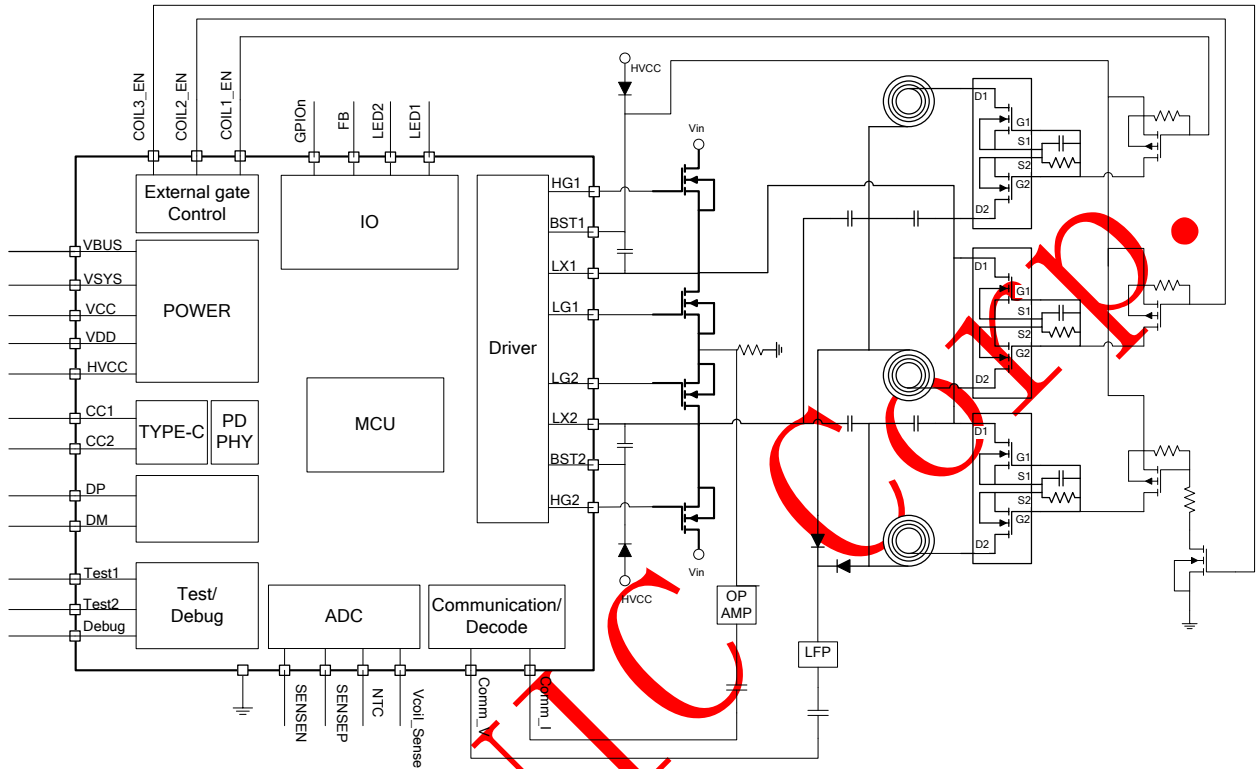 COIL3_EN
COIL2_EN
COIL1_EN
GPIOn
FB
LED2
LED1
HVCC
Vin
External gate
Control
IO
HG1
BST1
LX1
LG1
Driver
LG2
LX2
BST2
HG2
VBUS
VSYS
VCC
VDD
HVCC
POWER
MCU
CC1
CC2
TYPE-C
PD
PHY
DP
DM
Test1
Test2
Debug
Test/
Debug
ADC
Communication/
Decode
SENSEN
SENSEP
NTC
Vcoil_Sense
Comm_V
Comm_I
HVCC
Vin
OP
AMP
LFP
D1
G1
S1
S2
G2
D2
D1
G1
S1
S2
G2
D2
D1
G1
S1
S2
G2
D2
C Corp.